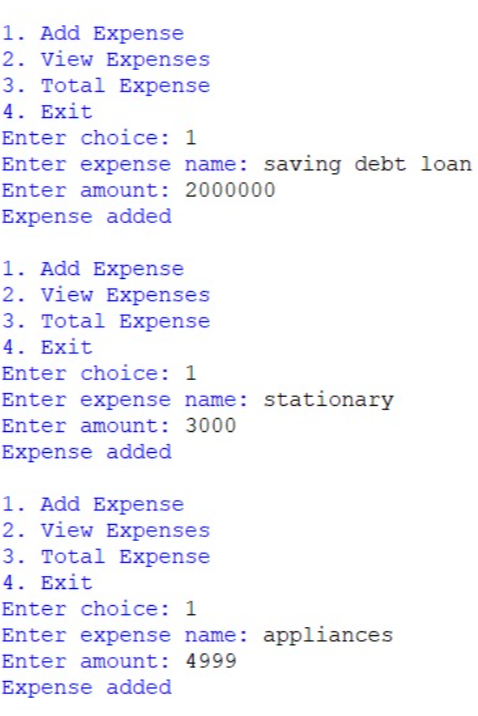 1. Add Expense
2. View Expenses
3. Total Expense
4. Exit
Enter choice: 1
Enter expense name: saving debt loan
Enter amount: 2000000
Expense added
1. Add Expense
2. View Expenses
3. Total Expense
4. Exit
Enter choice: 1
Enter expense name: stationary
Enter amount: 3000
Expense added
1. Add Expense
2. View Expenses
3. Total Expense
4. Exit
Enter choice: 1
Enter expense name: appliances
Enter amount: 4999
Expense added